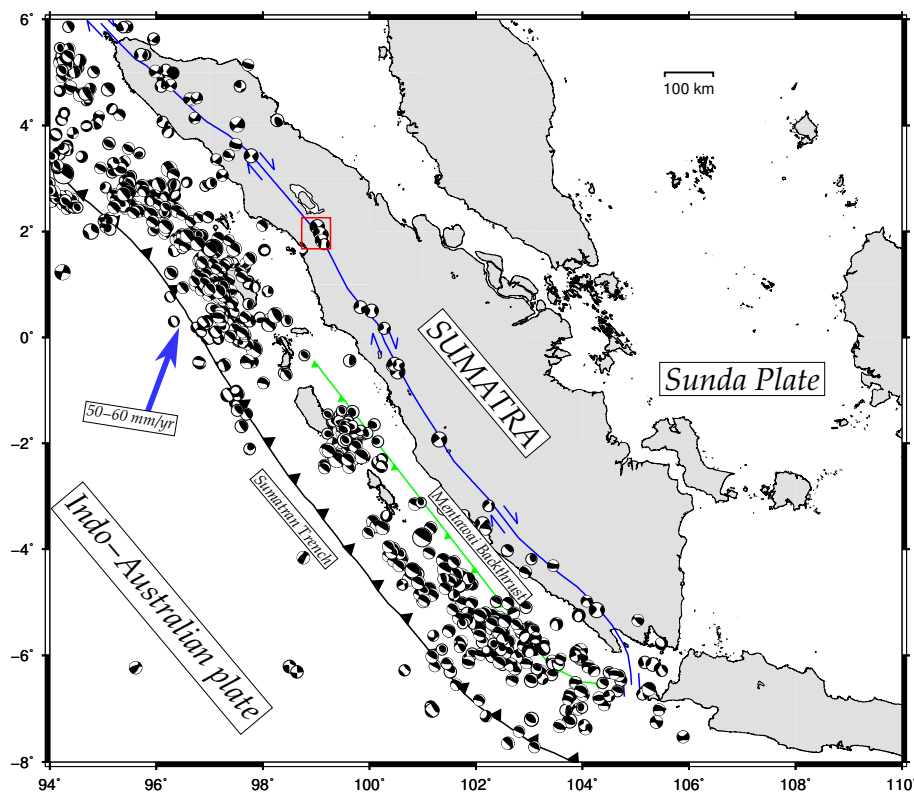 6˚
4˚
2˚
0˚
−2˚
−4˚
−6˚
−8˚
94˚
96˚
98˚
100˚
102˚
104˚
106˚
108˚
110˚
100 km
SUMATRA
Sunda Plate
50−60 mm/yr
Sumatran Trench
Mentawai Backthrust
Indo−Australian plate